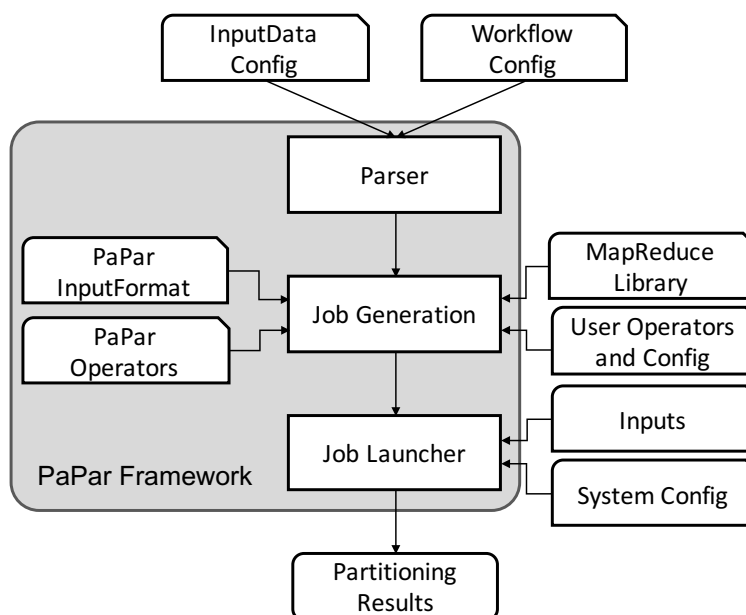 InputData
Config
Workflow
Config
Parser
PaPar
InputFormat
Job Generation
MapReduce
Library
PaPar
Operators
User Operators
and Config
Job Launcher
Inputs
PaPar Framework
System Config
Partitioning
Results